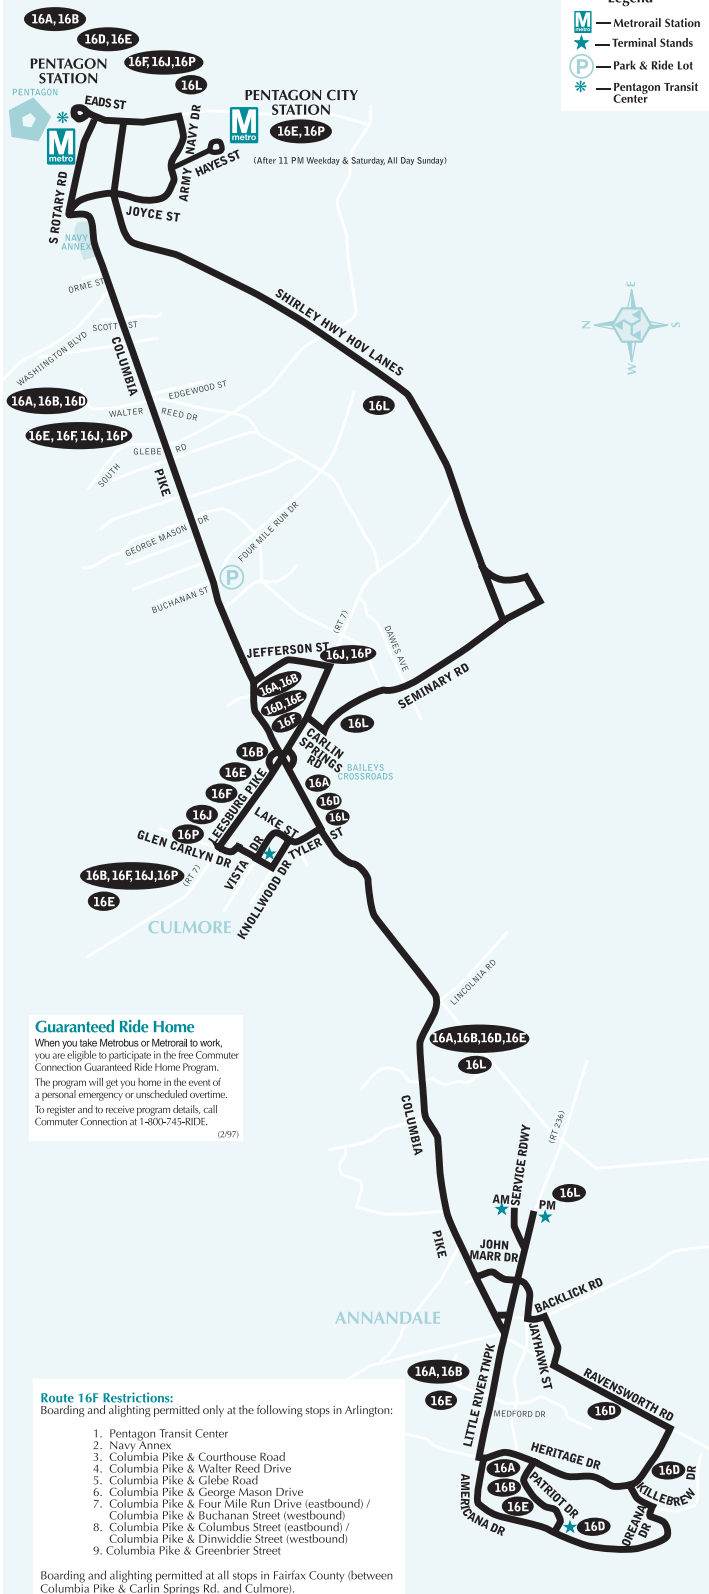 Legend
M
metro
Metrorail Station
Terminal Stands
P
Park & Ride Lot
Pentagon Transit
Center
16A, 16B
16D, 16E
16F, 16J, 16P
16L
PENTAGON
STATION
PENTAGON
EADS ST
M
metro
ARMY NAVY DR
HAYES ST
PENTAGON CITY
STATION
M
metro
16E, 16P
(After 11 PM Weekday & Saturday, All Day Sunday)
S ROTARY RD
JOYCE ST
NAVY
ANNEX
ORME ST
SCOTT ST
WASHIINGTON BLVD
COLUMBIA
PIKE
SHIRLEY HWY HOV LANES
N
E
S
W
16A, 16B, 16D
16E, 16F, 16J, 16P
16L
EDGEWOOD ST
WALTER REED DR
SOUTH GLEBE RD
GEORGE MASON DR
FOUR MILE RUN DR
P
BUCHANAN ST
(RT 7)
DAWES AVE
JEFFERSON ST
16J, 16P
16A, 16B
16D, 16E
16F
SEMINARY RD
16L
CARLIN
SPRINGS
RD
BAILEYS
CROSSROADS
16B
16E
16F
16J
16P
LEESBURG PIKE
16A
16D
16L
LAKE ST
TYLER ST
GLEN CARLYN DR
VISTA DR
KNOLLWOOD DR
(RT 7)
16B, 16F, 16J, 16P
16E
CULMORE
LINCOLNIA RD
16A, 16B, 16D, 16E
16L
Guaranteed Ride Home
When you take Metrobus or Metrorail to work,
you are eligible to participate in the free Commuter
Connection Guaranteed Ride Home Program.
The program will get you home in the event of
a personal emergency or unscheduled overtime.
To register and to receive program details, call
Commuter Connection at 1-800-745-RIDE.
(2/97)
COLUMBIA
PIKE
(RT 236)
SERVICE RDWY
AM
PM
16L
JOHN
MARR DR
BACKLICK RD
ANNANDALE
JAYHAWK ST
16A, 16B
16E
LITTLE RIVER TNPK
RAVENSWORTH RD
16D
MEDFORD DR
HERITAGE DR
16D
KILLEBREW DR
16A
16B
16E
PATRIOT DR
16D
AMERICANA DR
OREANA
DR
Route 16F Restrictions:
Boarding and alighting permitted only at the following stops in Arlington:
1. Pentagon Transit Center
2. Navy Annex
3. Columbia Pike & Courthouse Road
4. Columbia Pike & Walter Reed Drive
5. Columbia Pike & Glebe Road
6. Columbia Pike & George Mason Drive
7. Columbia Pike & Four Mile Run Drive (eastbound) /
Columbia Pike & Buchanan Street (westbound)
8. Columbia Pike & Columbus Street (eastbound) /
Columbia Pike & Dinwiddie Street (westbound)
9. Columbia Pike & Greenbrier Street
Boarding and alighting permitted at all stops in Fairfax County (between
Columbia Pike & Carlin Springs Rd. and Culmore).